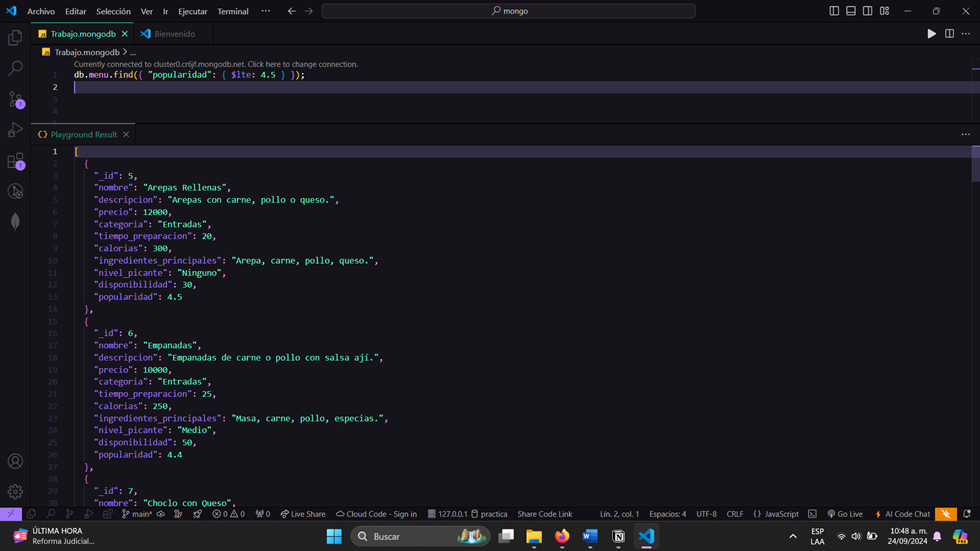 Archivo Editar Selección Ver Ir Ejecutar Terminal ··· mongo
Trabajo.mongodb Bienvenido
Trabajo.mongodb > ...
Currently connected to cluster0.cr6jf.mongodb.net. Click here to change connection.
1 db.menu.find({ "popularidad": { $lte: 4.5 } });
2
3
4
Playground Result
1 [
2 {
3 "_id": 5,
4 "nombre": "Arepas Rellenas",
5 "descripcion": "Arepas con carne, pollo o queso.",
6 "precio": 12000,
7 "categoria": "Entradas",
8 "tiempo_preparacion": 20,
9 "calorias": 300,
10 "ingredientes_principales": "Arepa, carne, pollo, queso.",
11 "nivel_picante": "Ninguno",
12 "disponibilidad": 30,
13 "popularidad": 4.5
14 },
15 {
16 "_id": 6,
17 "nombre": "Empanadas",
18 "descripcion": "Empanadas de carne o pollo con salsa ají.",
19 "precio": 10000,
20 "categoria": "Entradas",
21 "tiempo_preparacion": 25,
22 "calorias": 250,
23 "ingredientes_principales": "Masa, carne, pollo, especias.",
24 "nivel_picante": "Medio",
25 "disponibilidad": 50,
26 "popularidad": 4.4
27 },
28 {
29 "_id": 7,
30 "nombre": "Choclo con Queso",
main* 0 0 0 Live Share Cloud Code - Sign in 127.0.0.1 practica Share Code Link Lín. 2, col. 1 Espacios: 4 UTF-8 CRLF {} JavaScript Go Live AI Code Chat
ÚLTIMA HORA
Reforma Judicial...
Buscar
ESP
LAA
10:48 a. m.
24/09/2024